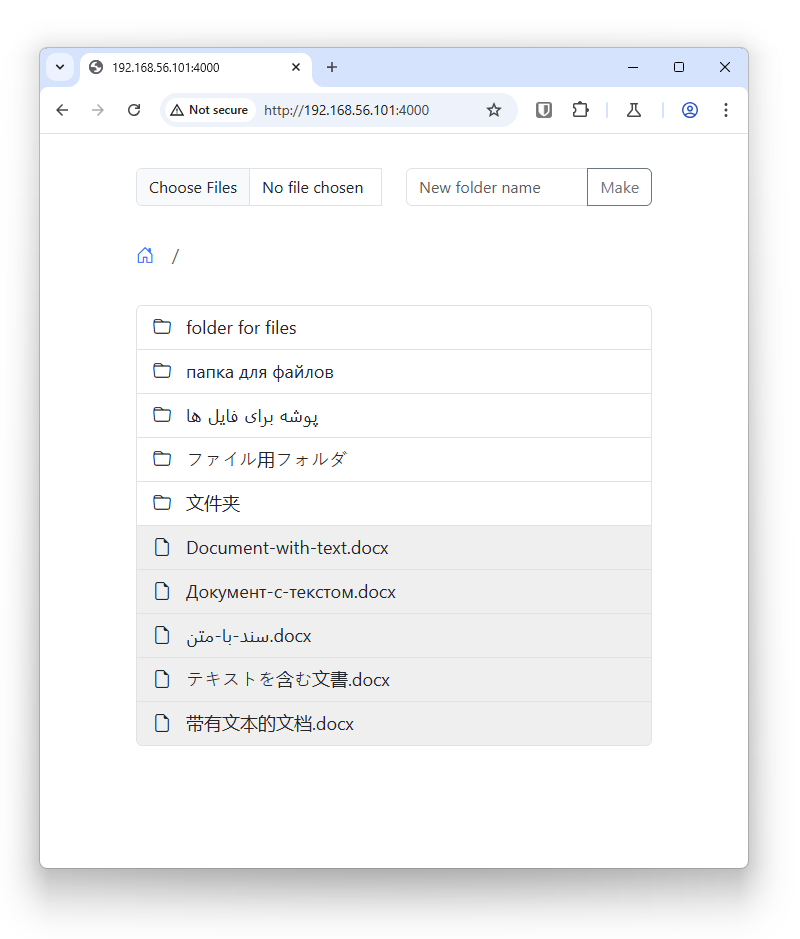 192.168.56.101:4000
Not secure http://192.168.56.101:4000
Choose Files No file chosen New folder name Make
/
folder for files
папка для файлов
پوشه برای فایل ها
ファイル用フォルダ
文件夹
Document-with-text.docx
Документ-с-текстом.docx
سند-با-متن.docx
テキストを含む文書.docx
带有文本的文档.docx